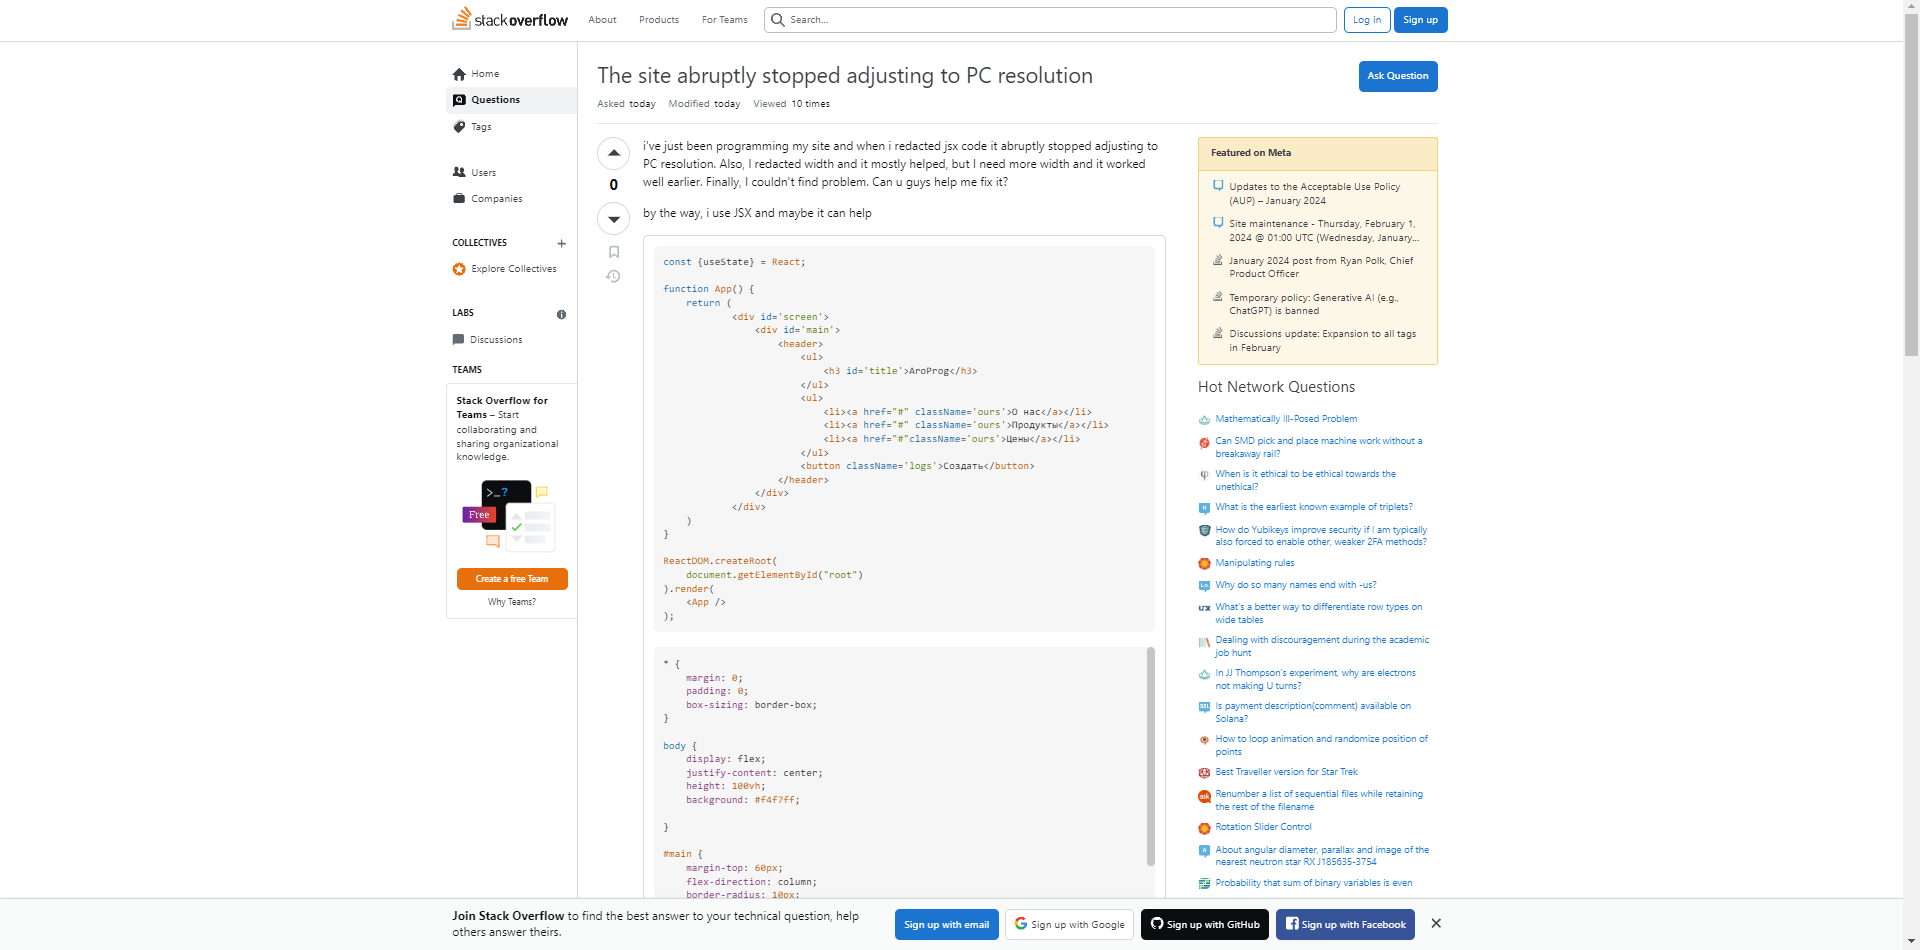 stack overflow
About
Products
For Teams
Search...
Log in
Sign up
Home
Questions
Tags
Users
Companies
COLLECTIVES
Explore Collectives
LABS
Discussions
TEAMS
Stack Overflow for
Teams – Start
collaborating and
sharing organizational
knowledge.
>_?
Free
Create a free Team
Why Teams?
The site abruptly stopped adjusting to PC resolution
Ask Question
Asked today Modified today Viewed 10 times
0
i've just been programming my site and when i redacted jsx code it abruptly stopped adjusting to
PC resolution. Also, I redacted width and it mostly helped, but I need more width and it worked
well earlier. Finally, I couldn't find problem. Can u guys help me fix it?
by the way, i use JSX and maybe it can help
const {useState} = React;
function App() {
return (
<div id='screen'>
<div id='main'>
<header>
<ul>
<h3 id='title'>AroProg</h3>
</ul>
<ul>
<li><a href="#" className='ours'>О нас</a></li>
<li><a href="#" className='ours'>Продукты</a></li>
<li><a href="#"className='ours'>Цены</a></li>
</ul>
<button className='logs'>Создать</button>
</header>
</div>
</div>
)
}
ReactDOM.createRoot(
document.getElementById("root")
).render(
<App />
);
* {
margin: 0;
padding: 0;
box-sizing: border-box;
}
body {
display: flex;
justify-content: center;
height: 100vh;
background: #f4f7ff;
}
#main {
margin-top: 60px;
flex-direction: column;
border-radius: 10px;
Featured on Meta
Updates to the Acceptable Use Policy
(AUP) – January 2024
Site maintenance - Thursday, February 1,
2024 @ 01:00 UTC (Wednesday, January...
January 2024 post from Ryan Polk, Chief
Product Officer
Temporary policy: Generative AI (e.g.,
ChatGPT) is banned
Discussions update: Expansion to all tags
in February
Hot Network Questions
Mathematically Ill-Posed Problem
Can SMD pick and place machine work without a
breakaway rail?
When is it ethical to be ethical towards the
unethical?
What is the earliest known example of triplets?
How do Yubikeys improve security if I am typically
also forced to enable other, weaker 2FA methods?
Manipulating rules
Why do so many names end with -us?
What's a better way to differentiate row types on
wide tables
Dealing with discouragement during the academic
job hunt
In JJ Thompson's experiment, why are electrons
not making U turns?
Is payment description(comment) available on
Solana?
How to loop animation and randomize position of
points
Best Traveller version for Star Trek
Renumber a list of sequential files while retaining
the rest of the filename
Rotation Slider Control
About angular diameter, parallax and image of the
nearest neutron star RX J185635-3754
Probability that sum of binary variables is even
Join Stack Overflow to find the best answer to your technical question, help
others answer theirs.
Sign up with email
Sign up with Google
Sign up with GitHub
Sign up with Facebook